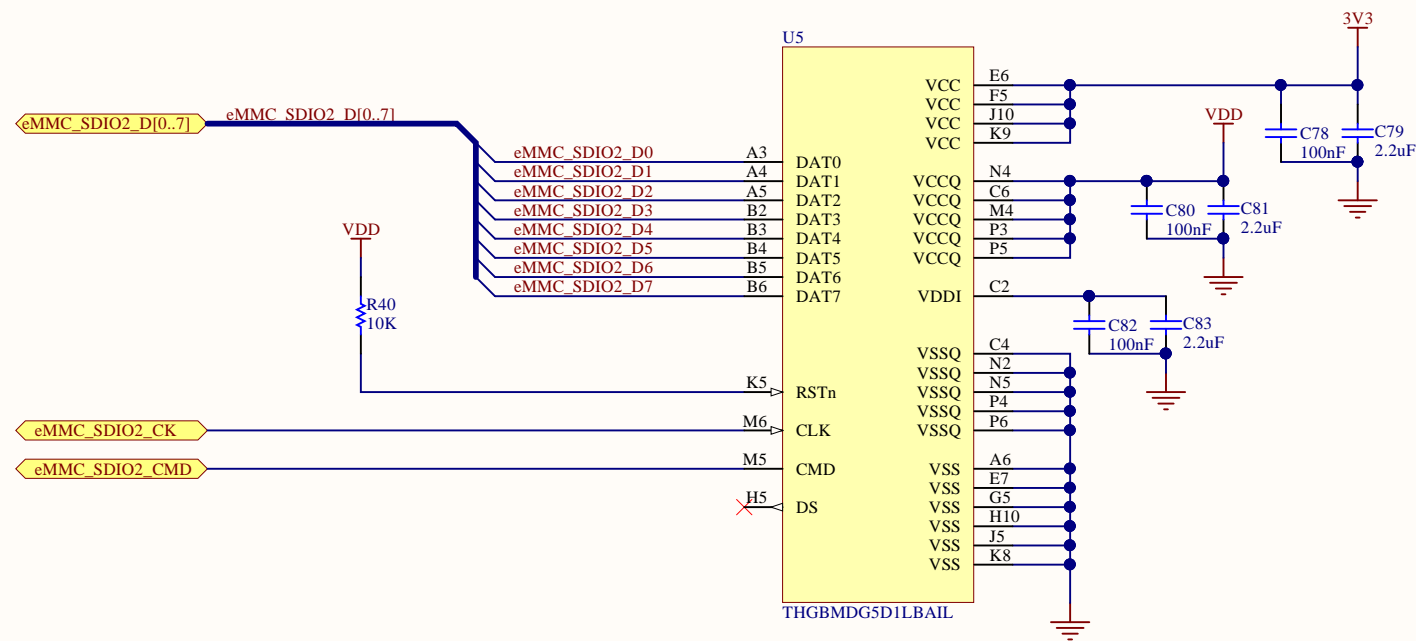 3V3
U5
E6
VCC
F5
VCC
J10
VCC
K9
VCC
eMMC_SDIO2_D[0..7]
eMMC_SDIO2_D[0..7]
VDD
C78
100nF
C79
2.2uF
eMMC_SDIO2_D0
A3
DAT0
eMMC_SDIO2_D1
A4
DAT1
eMMC_SDIO2_D2
A5
DAT2
eMMC_SDIO2_D3
B2
DAT3
eMMC_SDIO2_D4
B3
DAT4
eMMC_SDIO2_D5
B4
DAT5
eMMC_SDIO2_D6
B5
DAT6
eMMC_SDIO2_D7
B6
DAT7
N4
VCCQ
C6
VCCQ
M4
VCCQ
P3
VCCQ
P5
VCCQ
C80
100nF
C81
2.2uF
VDD
R40
10K
C2
VDDI
C82
100nF
C83
2.2uF
C4
VSSQ
N2
VSSQ
N5
VSSQ
P4
VSSQ
P6
VSSQ
K5
RSTn
eMMC_SDIO2_CK
M6
CLK
eMMC_SDIO2_CMD
M5
CMD
H5
DS
A6
VSS
E7
VSS
G5
VSS
H10
VSS
J5
VSS
K8
VSS
THGBMDG5D1LBAIL